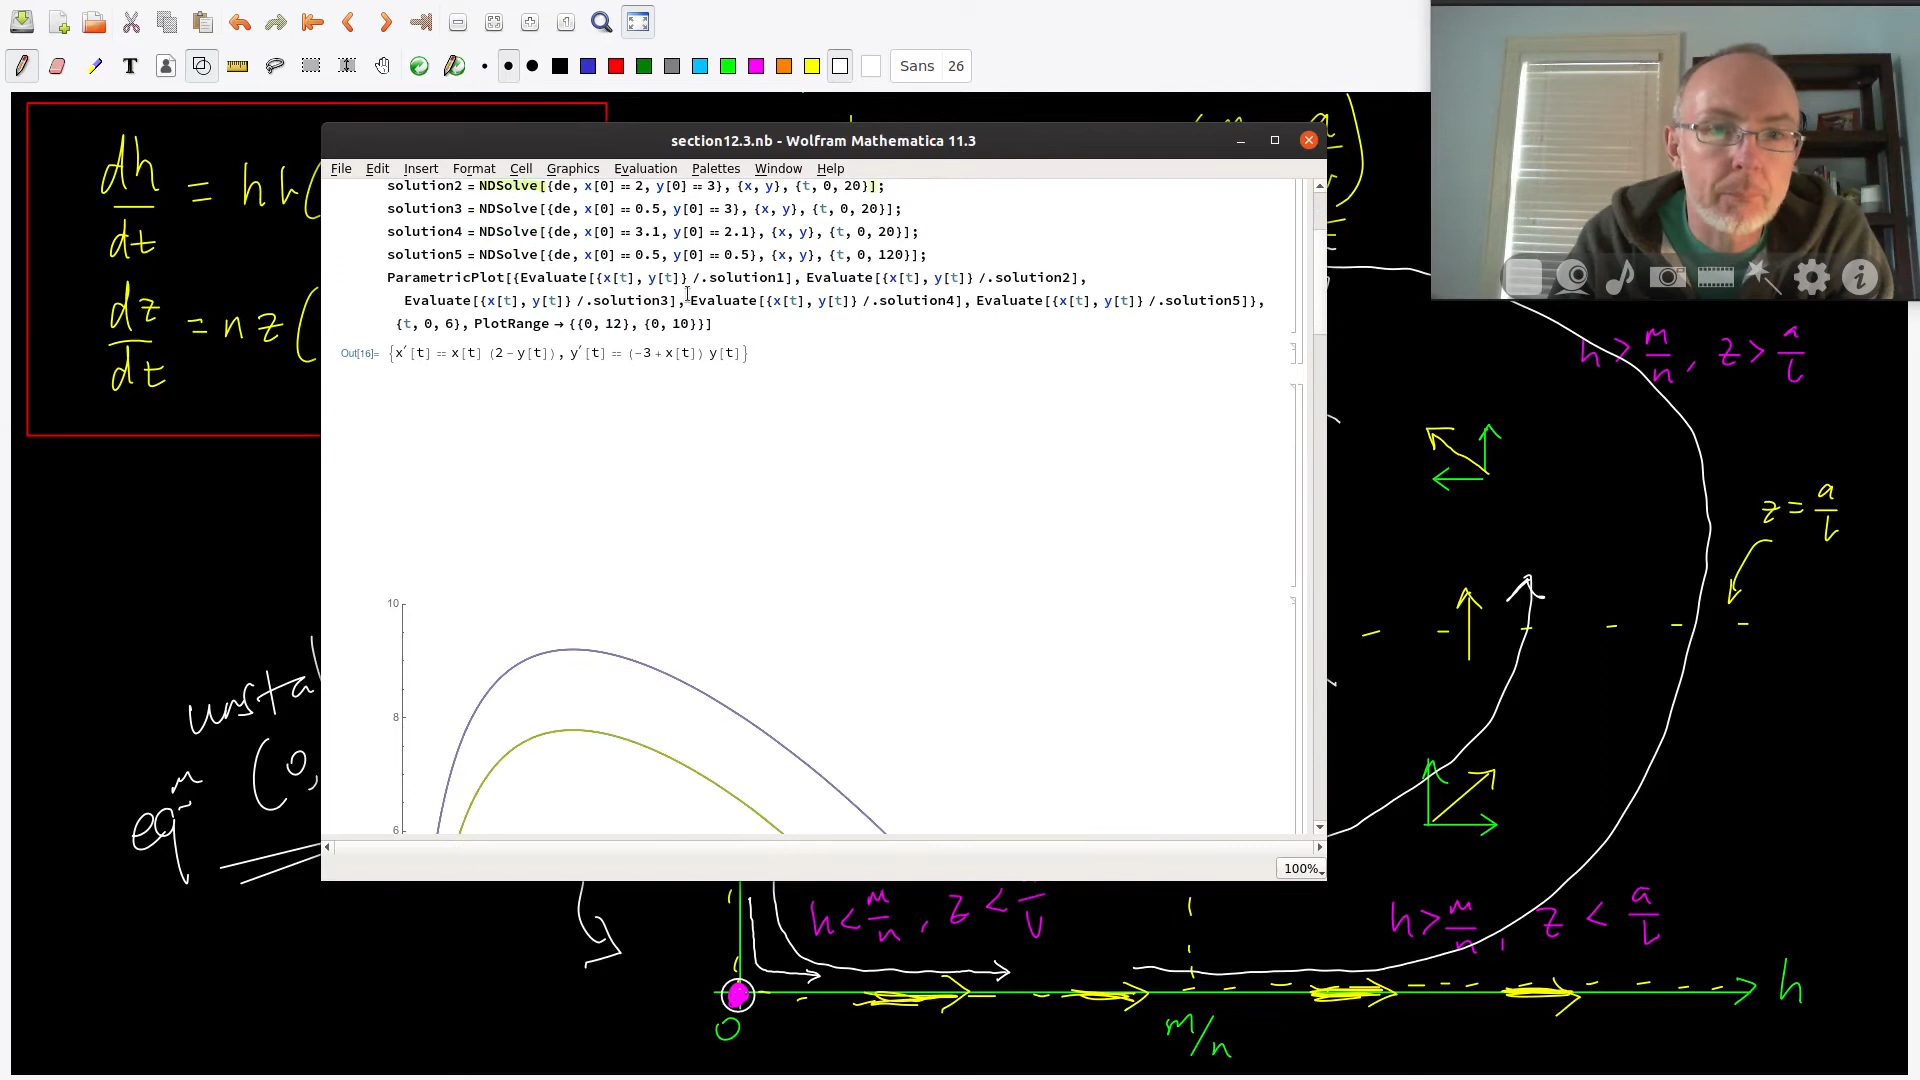 Sans 26
section12.3.nb - Wolfram Mathematica 11.3
File Edit Insert Format Cell Graphics Evaluation Palettes Window Help
solution2 = NDSolve[{de, x[0] == 2, y[0] == 3}, {x, y}, {t, 0, 20}];
solution3 = NDSolve[{de, x[0] == 0.5, y[0] == 3}, {x, y}, {t, 0, 20}];
solution4 = NDSolve[{de, x[0] == 3.1, y[0] == 2.1}, {x, y}, {t, 0, 20}];
solution5 = NDSolve[{de, x[0] == 0.5, y[0] == 0.5}, {x, y}, {t, 0, 120}];
ParametricPlot[{Evaluate[{x[t], y[t]} /. solution1], Evaluate[{x[t], y[t]} /. solution2],
Evaluate[{x[t], y[t]} /. solution3], Evaluate[{x[t], y[t]} /. solution4], Evaluate[{x[t], y[t]} /. solution5]},
{t, 0, 6}, PlotRange → {{0, 12}, {0, 10}}]
Out[16]= {x′[t] == x[t] (2 - y[t]), y′[t] == (-3 + x[t]) y[t]}
10
8
6
100%
dh/dt = h h(
dz/dt = n z(
h > m/n, z > a/b
z = a/b
unsta
eqm (0,
h < m/n, z <
h > m/n, z < a/b
h
0
m/n